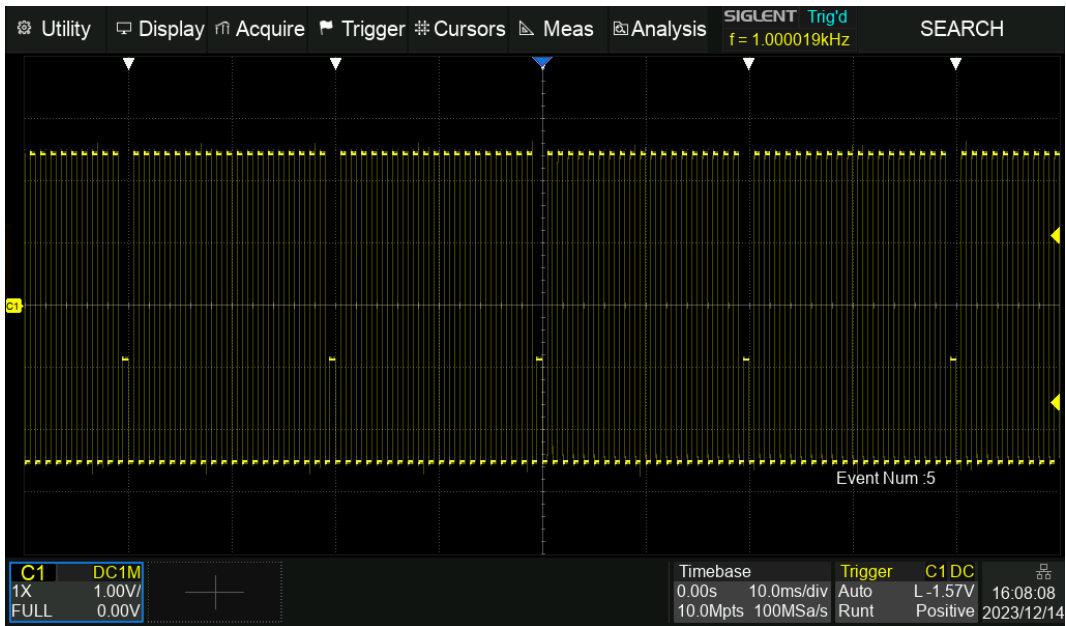 Utility Display Acquire Trigger Cursors Meas Analysis SIGLENT Trig'd SEARCH
f = 1.000019kHz
C1
Event Num :5
C1 DC1M Timebase Trigger C1 DC
1X 1.00V/ 0.00s 10.0ms/div Auto L -1.57V 16:08:08
FULL 0.00V 10.0Mpts 100MSa/s Runt Positive 2023/12/14